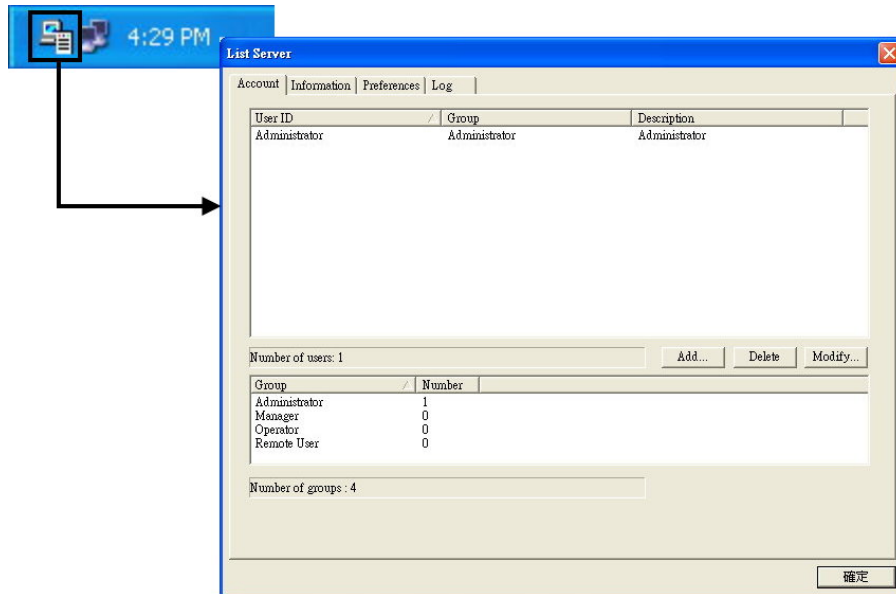 4:29 PM
List Server
Account Information Preferences Log
User ID Group Description
Administrator Administrator Administrator
Number of users: 1 Add... Delete Modify...
Group Number
Administrator 1
Manager 0
Operator 0
Remote User 0
Number of groups : 4
確定